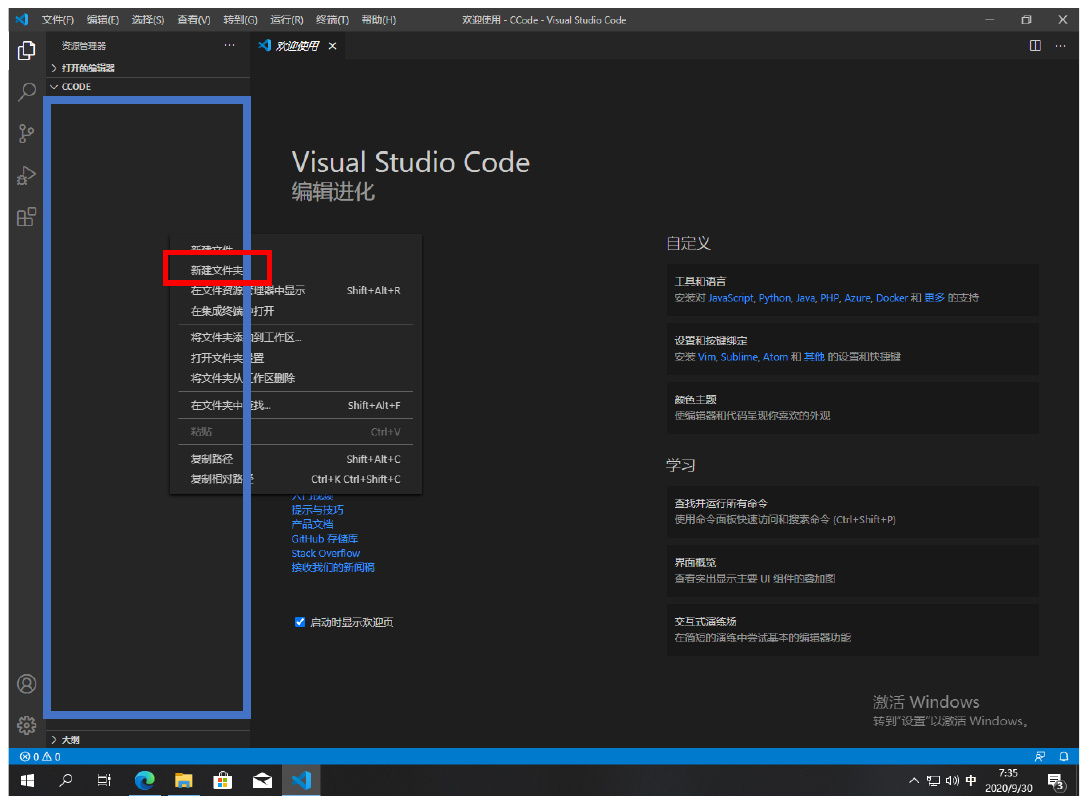 文件(F) 编辑(E) 选择(S) 查看(V) 转到(G) 运行(R) 终端(T) 帮助(H) 欢迎使用 - CCode - Visual Studio Code
资源管理器
欢迎使用
打开的编辑器
CCODE
Visual Studio Code
编辑进化
新建文件
新建文件夹
在文件资源管理器中显示 Shift+Alt+R
在集成终端中打开
将文件夹添加到工作区...
打开文件夹设置
将文件夹从工作区删除
在文件夹中查找... Shift+Alt+F
粘贴 Ctrl+V
复制路径 Shift+Alt+C
复制相对路径 Ctrl+K Ctrl+Shift+C
入门视频
提示与技巧
产品文档
GitHub 存储库
Stack Overflow
接收我们的新闻稿
启动时显示欢迎页
自定义
工具和语言
安装对 JavaScript, Python, Java, PHP, Azure, Docker 和 更多 的支持
设置和按键绑定
安装 Vim, Sublime, Atom 和 其他 的设置和快捷键
颜色主题
使编辑器和代码呈现你喜欢的外观
学习
查找并运行所有命令
使用命令面板快速访问和搜索命令 (Ctrl+Shift+P)
界面概览
查看突出显示主要 UI 组件的叠加图
交互式演练场
在简短的演练中尝试基本的编辑器功能
激活 Windows
转到"设置"以激活 Windows。
大纲
0 0
中
7:35
2020/9/30
3